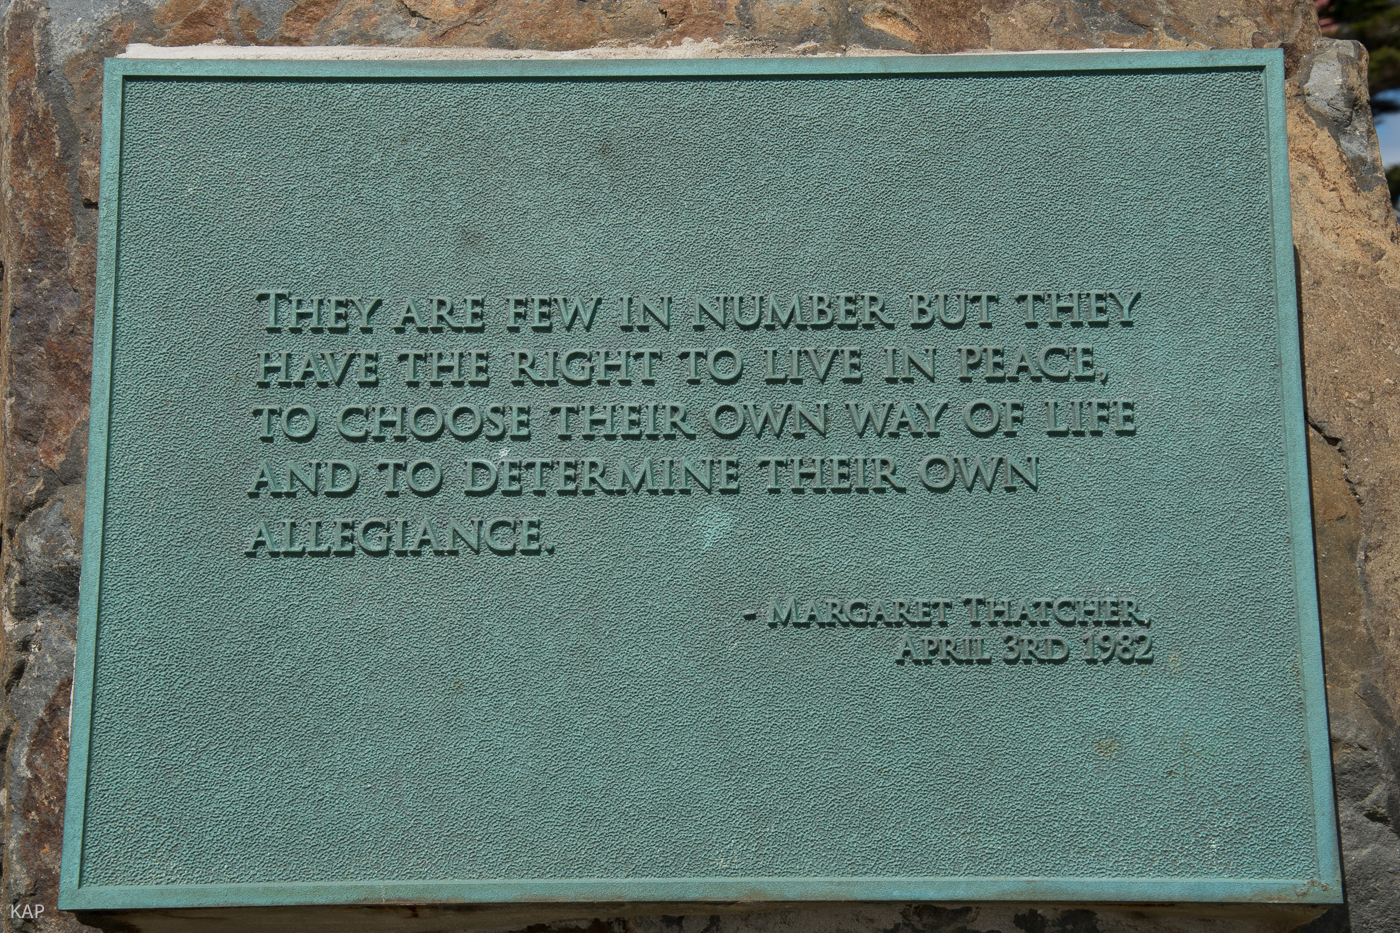 They are few in number but they
have the right to live in peace,
to choose their own way of life
and to determine their own
allegiance.
- Margaret Thatcher,
April 3rd 1982
KAP